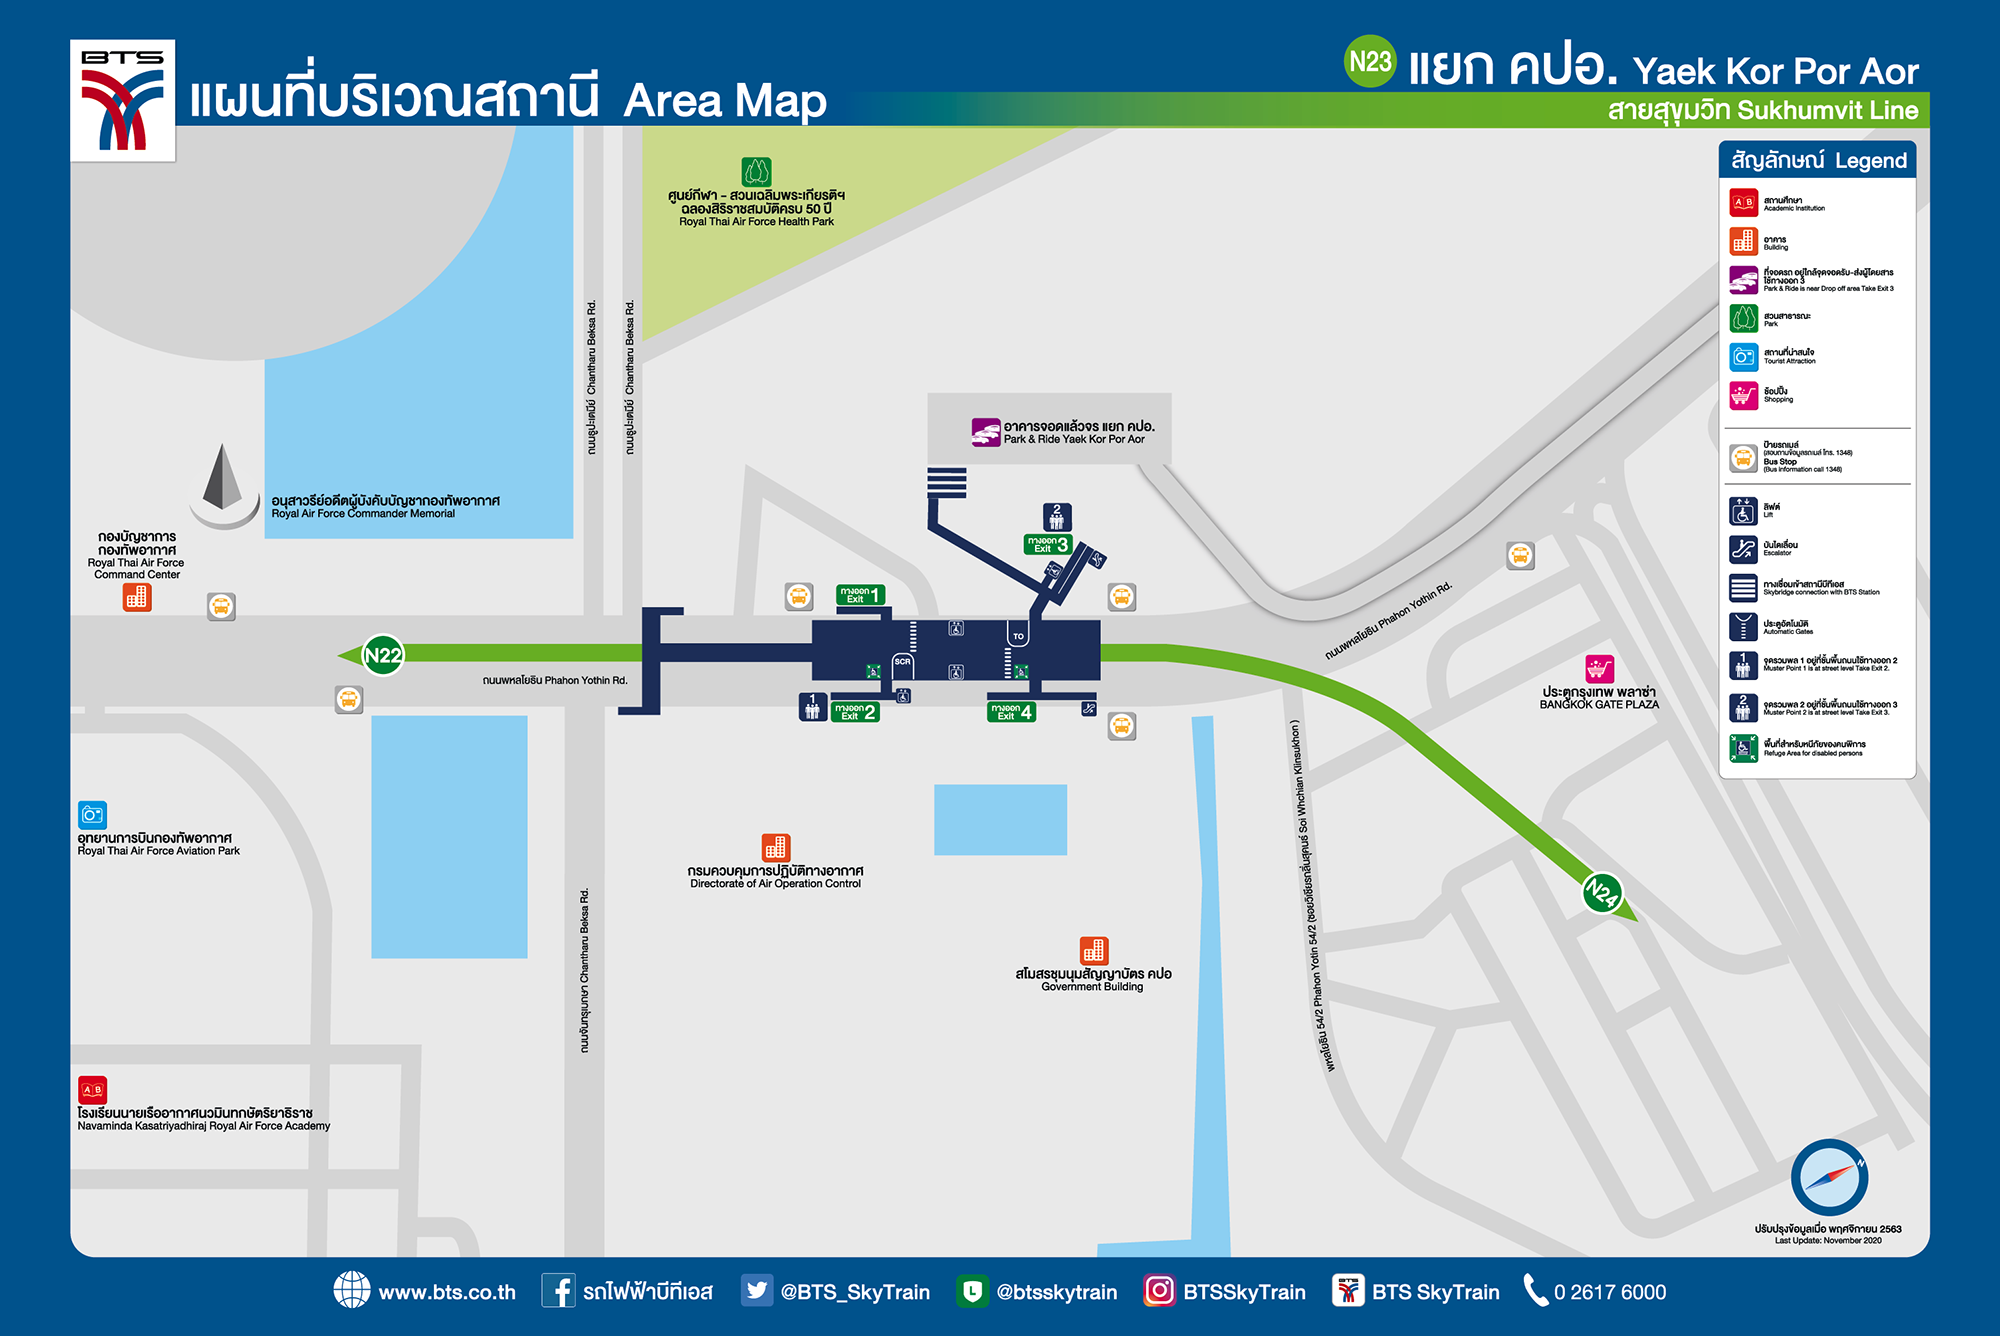 BTS
แผนที่บริเวณสถานี Area Map
N23 แยก คปอ. Yaek Kor Por Aor
สายสุขุมวิท Sukhumvit Line
สัญลักษณ์ Legend
สถานศึกษา
Academic Institution
อาคาร
Building
ที่จอดรถ อยู่ใกล้จุดจอดรับ-ส่งผู้โดยสาร
ใช้ทางออก 3
Park & Ride is near Drop off area Take Exit 3
สวนสาธารณะ
Park
สถานที่น่าสนใจ
Tourist Attraction
ช้อปปิ้ง
Shopping
ป้ายรถเมล์
(สอบถามข้อมูลรถเมล์ โทร. 1348)
Bus Stop
(Bus information call 1348)
ลิฟต์
Lift
บันไดเลื่อน
Escalator
ทางเชื่อมเข้าสถานีบีทีเอส
Skybridge connection with BTS Station
ประตูอัตโนมัติ
Automatic Gates
1
จุดรวมพล 1 อยู่ที่ชั้นพื้นถนนใช้ทางออก 2
Muster Point 1 is at street level Take Exit 2.
2
จุดรวมพล 2 อยู่ที่ชั้นพื้นถนนใช้ทางออก 3
Muster Point 2 is at street level Take Exit 3.
พื้นที่สำหรับหนีภัยของคนพิการ
Refuge Area for disabled persons
ศูนย์กีฬา - สวนเฉลิมพระเกียรติฯ
ฉลองสิริราชสมบัติครบ 50 ปี
Royal Thai Air Force Health Park
ถนนธูปะเตมีย์ Chantharu Beksa Rd.
ถนนธูปะเตมีย์ Chantharu Beksa Rd.
อาคารจอดแล้วจร แยก คปอ.
Park & Ride Yaek Kor Por Aor
อนุสาวรีย์อดีตผู้บังคับบัญชากองทัพอากาศ
Royal Air Force Commander Memorial
กองบัญชาการ
กองทัพอากาศ
Royal Thai Air Force
Command Center
2
ทางออก
Exit 3
ทางออก
Exit 1
N22
ถนนพหลโยธิน Phahon Yothin Rd.
SCR
TO
1
ทางออก
Exit 2
ทางออก
Exit 4
ถนนพหลโยธิน Phahon Yothin Rd.
ประตูกรุงเทพ พลาซ่า
BANGKOK GATE PLAZA
พหลโยธิน 54/2 Phahon Yotin 54/2 (ซอยวิเชียรกลิ่นสุคนธ์ Soi Whchian Klinsukhon )
N24
A B
อุทยานการบินกองทัพอากาศ
Royal Thai Air Force Aviation Park
กรมควบคุมการปฏิบัติทางอากาศ
Directorate of Air Operation Control
ถนนจันทรุเบกษา Chantharu Beksa Rd.
สโมสรชุมนุมสัญญาบัตร คปอ
Government Building
A B
โรงเรียนนายเรืออากาศนวมินทกษัตริยาธิราช
Navaminda Kasatriyadhiraj Royal Air Force Academy
N
ปรับปรุงข้อมูลเมื่อ พฤศจิกายน 2563
Last Update: November 2020
www.bts.co.th
รถไฟฟ้าบีทีเอส
@BTS_SkyTrain
@btsskytrain
BTSSkyTrain
BTS
BTS SkyTrain
0 2617 6000